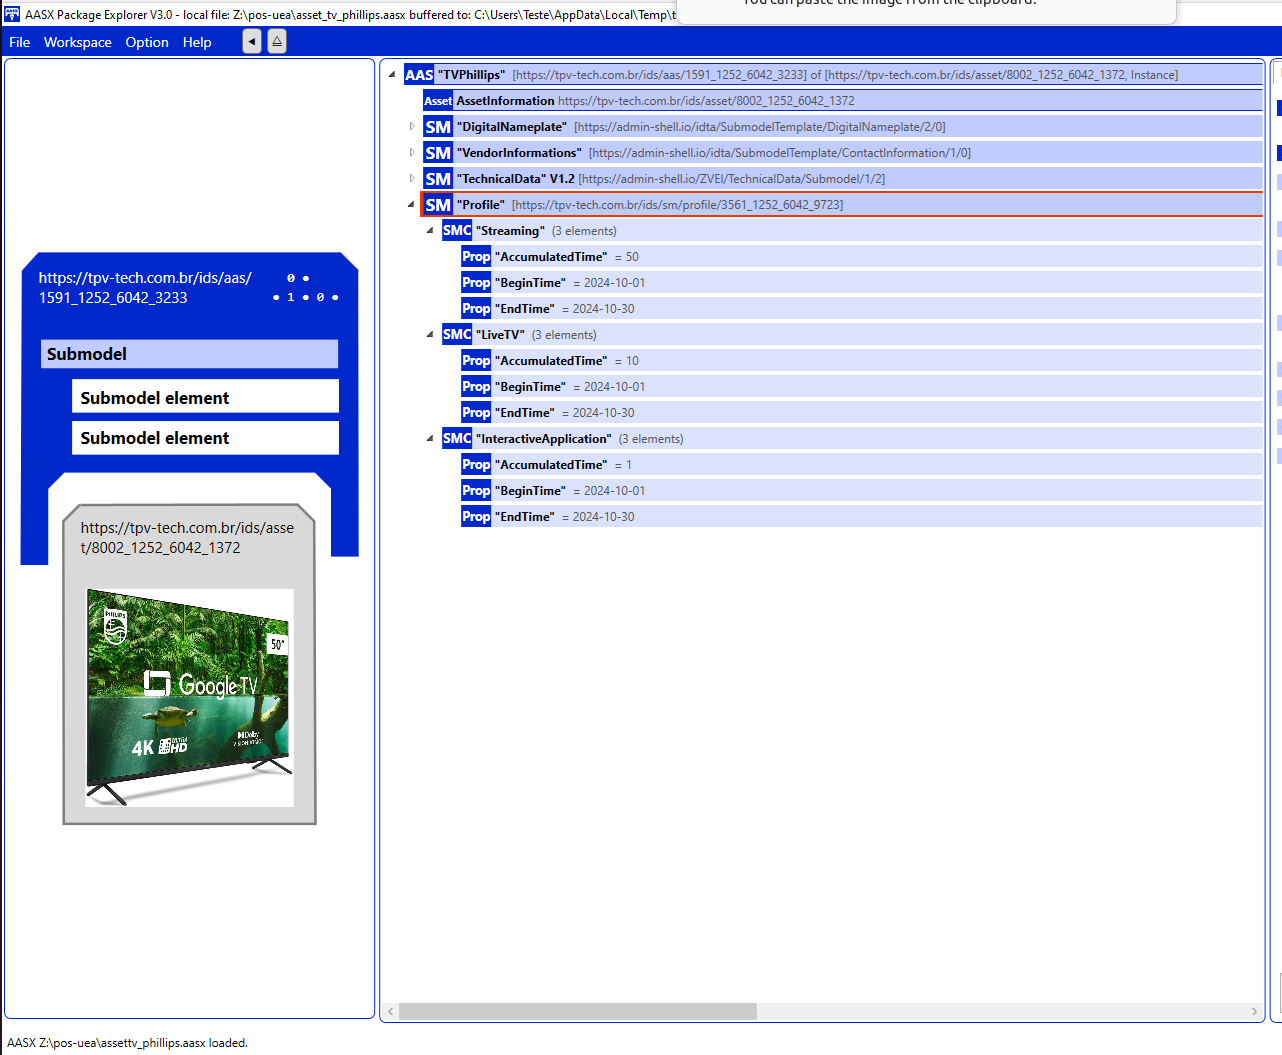 AASX Package Explorer V3.0 - local file: Z:\pos-uea\asset_tv_phillips.aasx buffered to: C:\Users\Teste\AppData\Local\Temp\t
You can paste the image from the clipboard.
File Workspace Option Help
AAS "TVPhillips" [https://tpv-tech.com.br/ids/aas/1591_1252_6042_3233] of [https://tpv-tech.com.br/ids/asset/8002_1252_6042_1372, Instance]
Asset AssetInformation https://tpv-tech.com.br/ids/asset/8002_1252_6042_1372
SM "DigitalNameplate" [https://admin-shell.io/idta/SubmodelTemplate/DigitalNameplate/2/0]
SM "VendorInformations" [https://admin-shell.io/idta/SubmodelTemplate/ContactInformation/1/0]
SM "TechnicalData" V1.2 [https://admin-shell.io/ZVEI/TechnicalData/Submodel/1/2]
SM "Profile" [https://tpv-tech.com.br/ids/sm/profile/3561_1252_6042_9723]
SMC "Streaming" (3 elements)
Prop "AccumulatedTime" = 50
Prop "BeginTime" = 2024-10-01
Prop "EndTime" = 2024-10-30
SMC "LiveTV" (3 elements)
Prop "AccumulatedTime" = 10
Prop "BeginTime" = 2024-10-01
Prop "EndTime" = 2024-10-30
SMC "InteractiveApplication" (3 elements)
Prop "AccumulatedTime" = 1
Prop "BeginTime" = 2024-10-01
Prop "EndTime" = 2024-10-30
https://tpv-tech.com.br/ids/aas/
1591_1252_6042_3233
0 •
• 1 • 0 •
Submodel
Submodel element
Submodel element
https://tpv-tech.com.br/ids/asse
t/8002_1252_6042_1372
PHILIPS
50"
Google TV
4K ULTRA HD
Dolby
VISION·ATMOS
AASX Z:\pos-uea\assettv_phillips.aasx loaded.